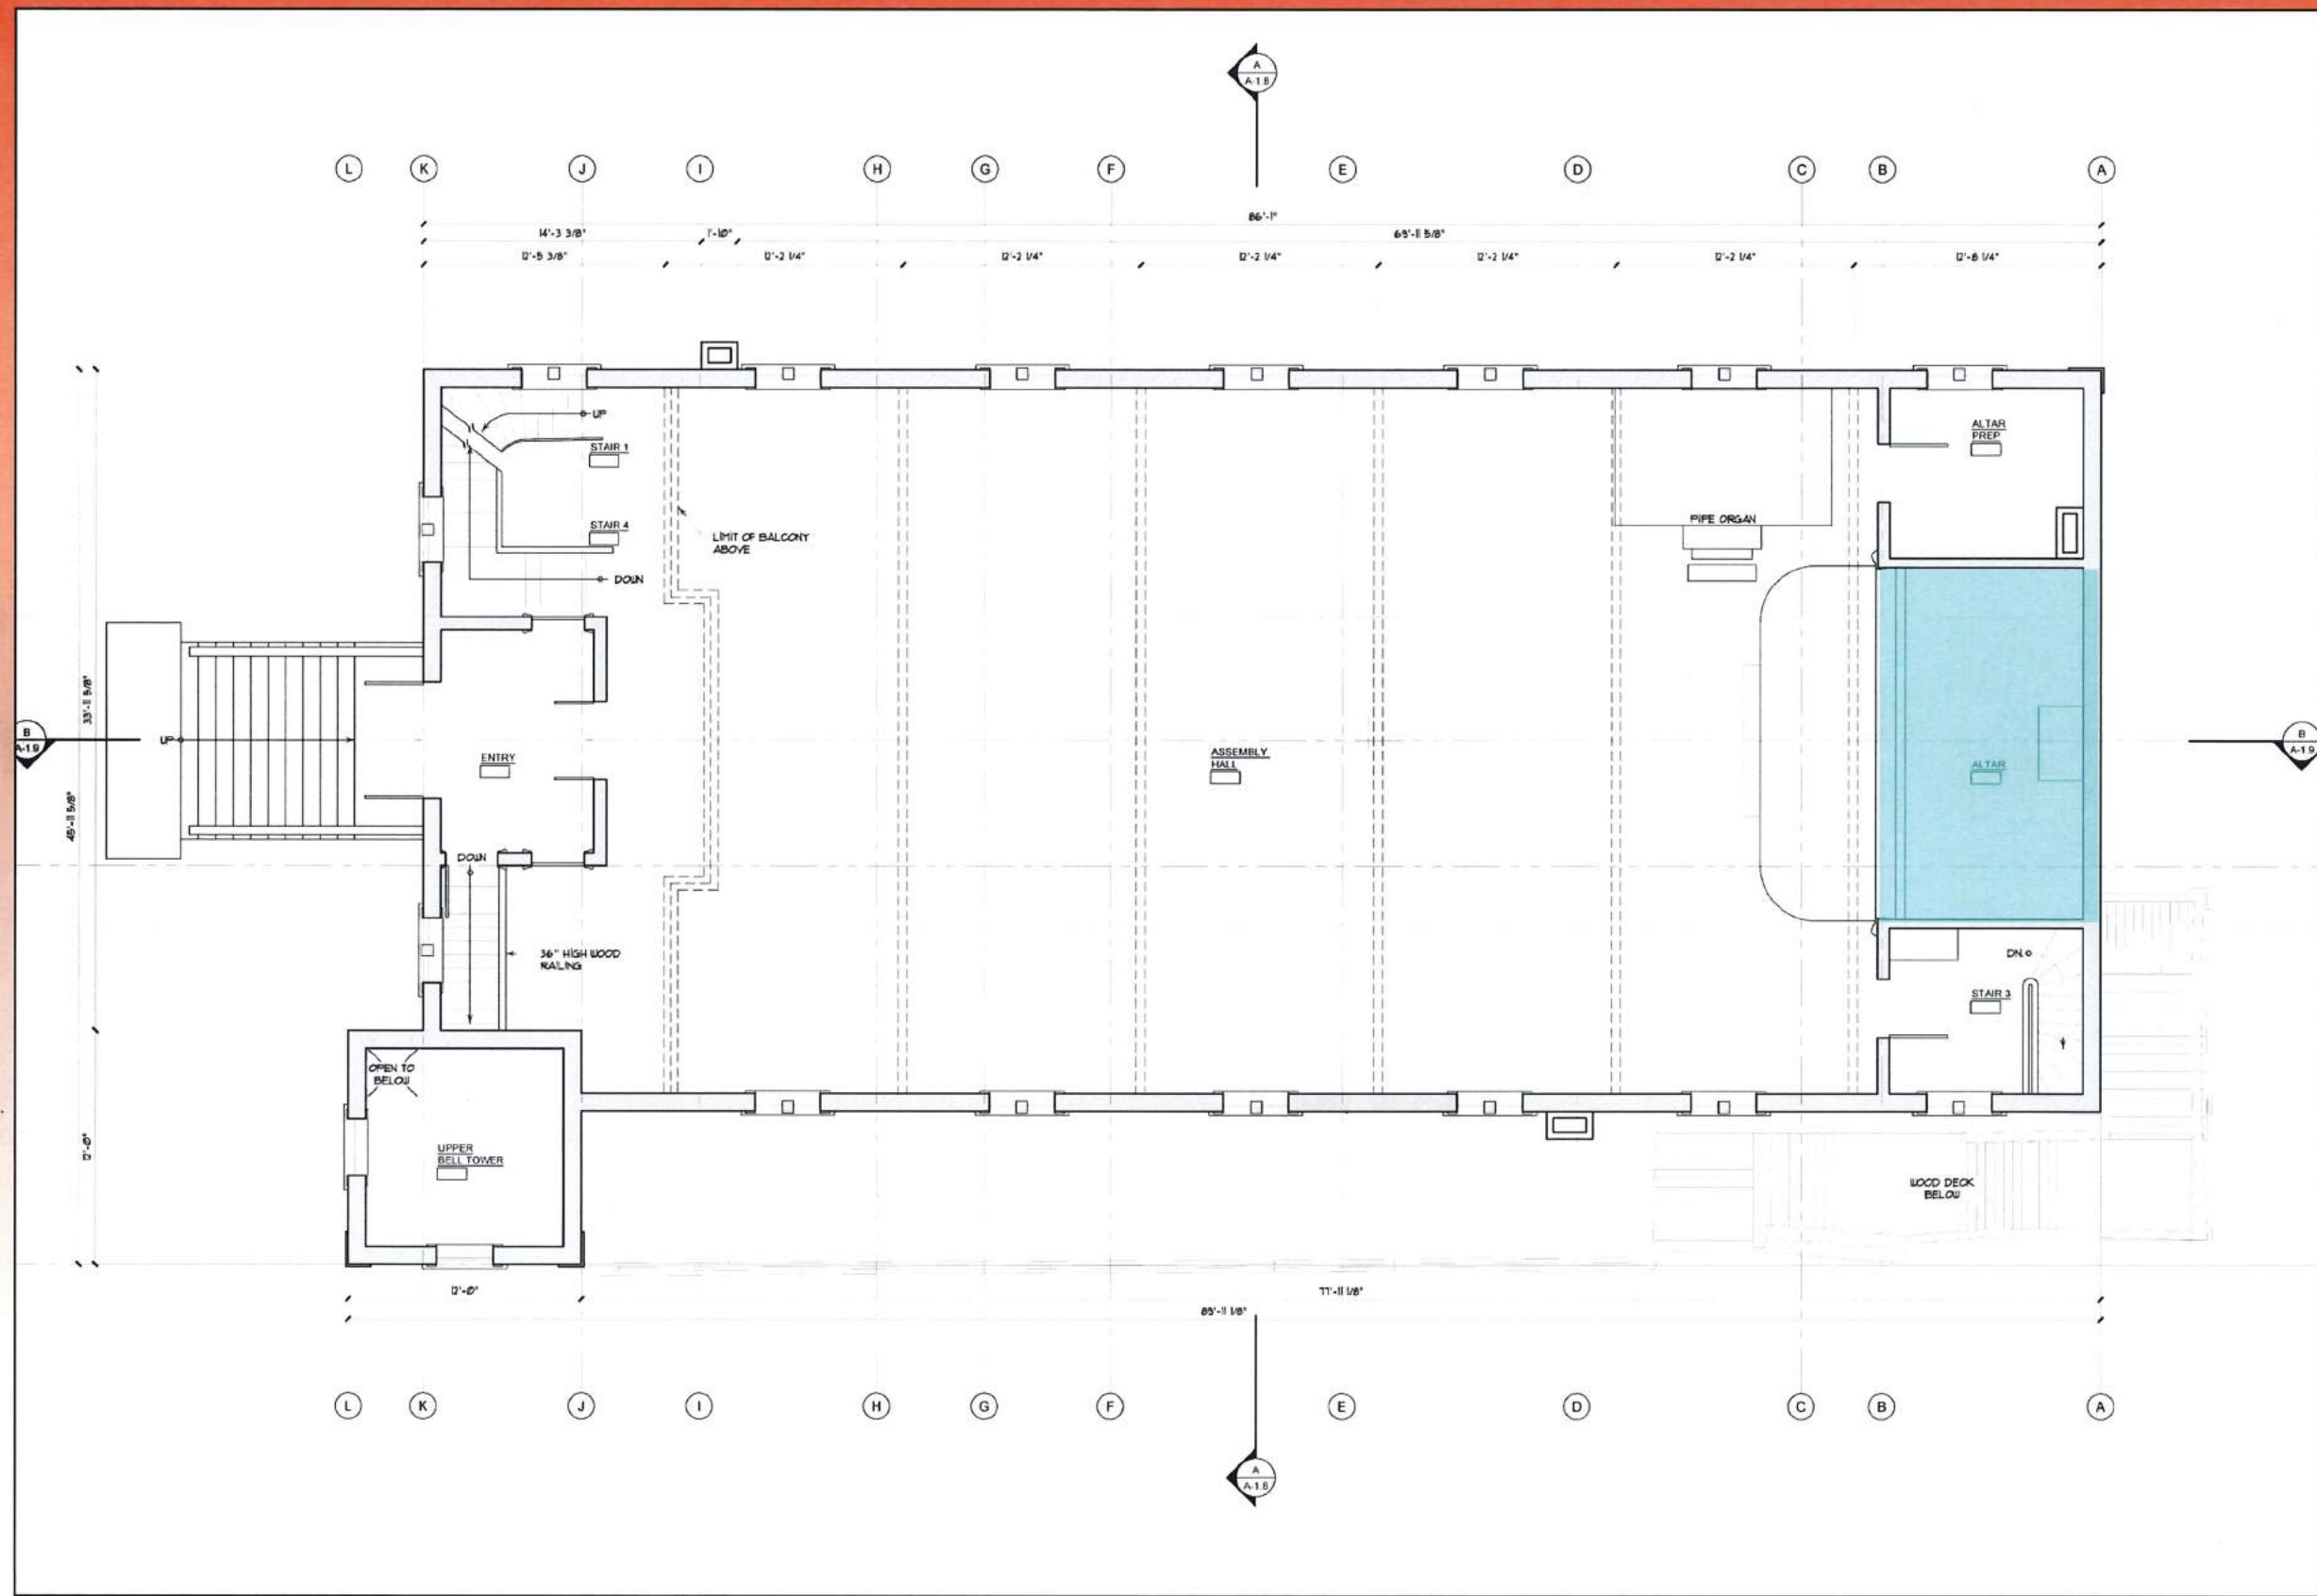 A
A-1.8
L K J I H G F E D C B A
86'-1"
14'-3 3/8" 1'-10" 69'-11 5/8"
12'-5 3/8" 12'-2 1/4" 12'-2 1/4" 12'-2 1/4" 12'-2 1/4" 12'-2 1/4" 12'-8 1/4"
UP
STAIR 1
STAIR 4
DOWN
LIMIT OF BALCONY
ABOVE
PIPE ORGAN
ALTAR
PREP
33'-11 5/8"
45'-11 5/8"
12'-0"
B
A-1.9
UP
ENTRY
ASSEMBLY
HALL
ALTAR
B
A-1.9
DOWN
36" HIGH WOOD
RAILING
DN.
STAIR 3
OPEN TO
BELOW
UPPER
BELL TOWER
WOOD DECK
BELOW
12'-0" 77'-11 1/8"
89'-11 1/8"
L K J I H G F E D C B A
A
A-1.8